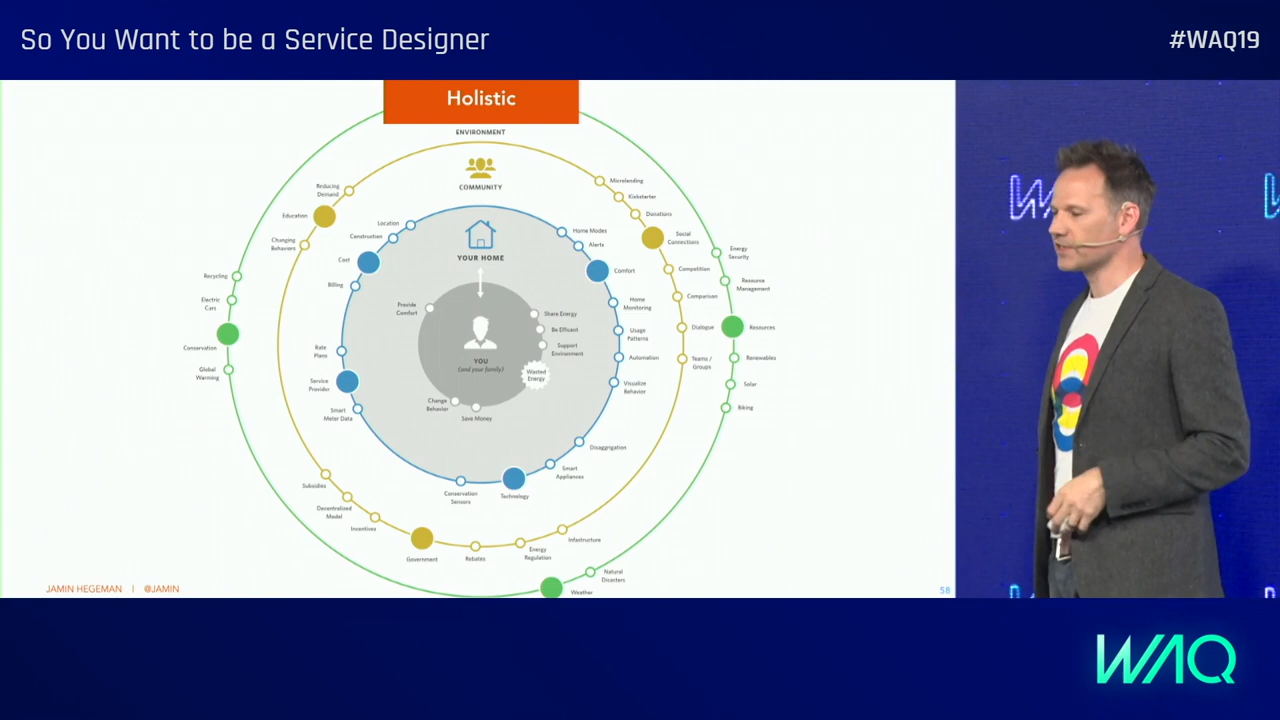 So You Want to be a Service Designer
#WAQ19
Holistic
ENVIRONMENT
COMMUNITY
YOUR HOME
YOU
(and your family)
Provide
Comfort
Share Energy
Be Efficent
Support
Environment
Wasted
Energy
Change
Behavior
Save Money
Location
Construction
Cost
Billing
Rate
Plans
Service
Provider
Smart
Meter Data
Home Modes
Alerts
Comfort
Home
Monitoring
Usage
Patterns
Automation
Visualize
Behavior
Disaggrigation
Smart
Appliances
Technology
Conservation
Sensors
Reducing
Demand
Education
Changing
Behaviors
Microlending
Kickstarter
Donations
Social
Connections
Competition
Comparison
Dialogue
Teams /
Groups
Subsidies
Decentralized
Model
Incentives
Government
Rebates
Energy
Regulation
Infastructure
Recycling
Electric
Cars
Conservation
Global
Warming
Energy
Security
Resource
Management
Resources
Renewables
Solar
Biking
Natural
Disasters
Weather
JAMIN HEGEMAN | @JAMIN
58
WAQ